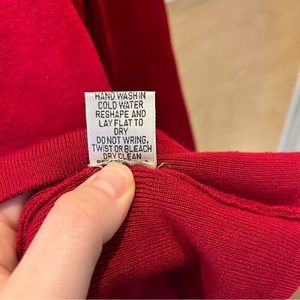 HAND WASH IN
COLD WATER
RESHAPE AND
LAY FLAT TO
DRY
DO NOT WRING,
TWIST OR BLEACH
DRY CLEAN